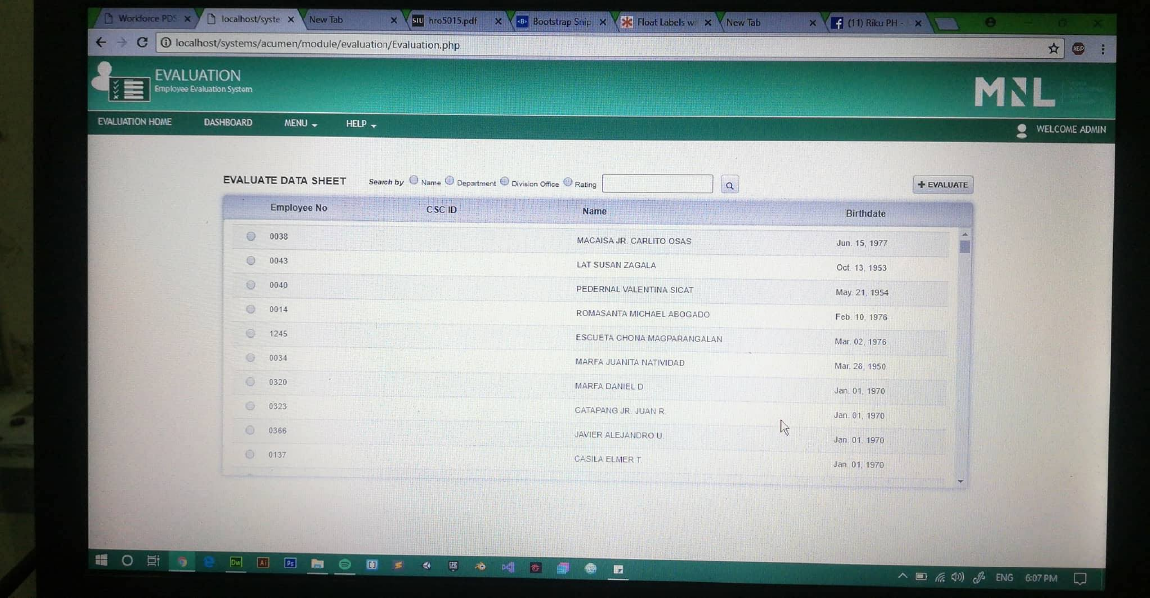 Workforce PDS
localhost/syste
New Tab
hro5015.pdf
Bootstrap Snip
Float Labels w
New Tab
(11) Riku PH -
localhost/systems/acumen/module/evaluation/Evaluation.php
EVALUATION
Employee Evaluation System
MNL
EVALUATION HOME DASHBOARD MENU HELP WELCOME ADMIN
EVALUATE DATA SHEET Search by Name Department Division Office Rating + EVALUATE
Employee No CSC ID Name Birthdate
0038 MACAISA JR. CARLITO OSAS Jun. 15, 1977
0043 LAT SUSAN ZAGALA Oct. 13, 1953
0040 PEDERNAL VALENTINA SICAT May. 21, 1954
0014 ROMASANTA MICHAEL ABOGADO Feb. 10, 1976
1245 ESCUETA CHONA MAGPARANGALAN Mar. 02, 1976
0034 MARFA JUANITA NATIVIDAD Mar. 26, 1950
0320 MARFA DANIEL D Jan. 01, 1970
0323 CATAPANG JR. JUAN R. Jan. 01, 1970
0366 JAVIER ALEJANDRO U. Jan. 01, 1970
0137 CASILA ELMER T. Jan. 01, 1970
Dw Ai Ps
ENG 6:07 PM